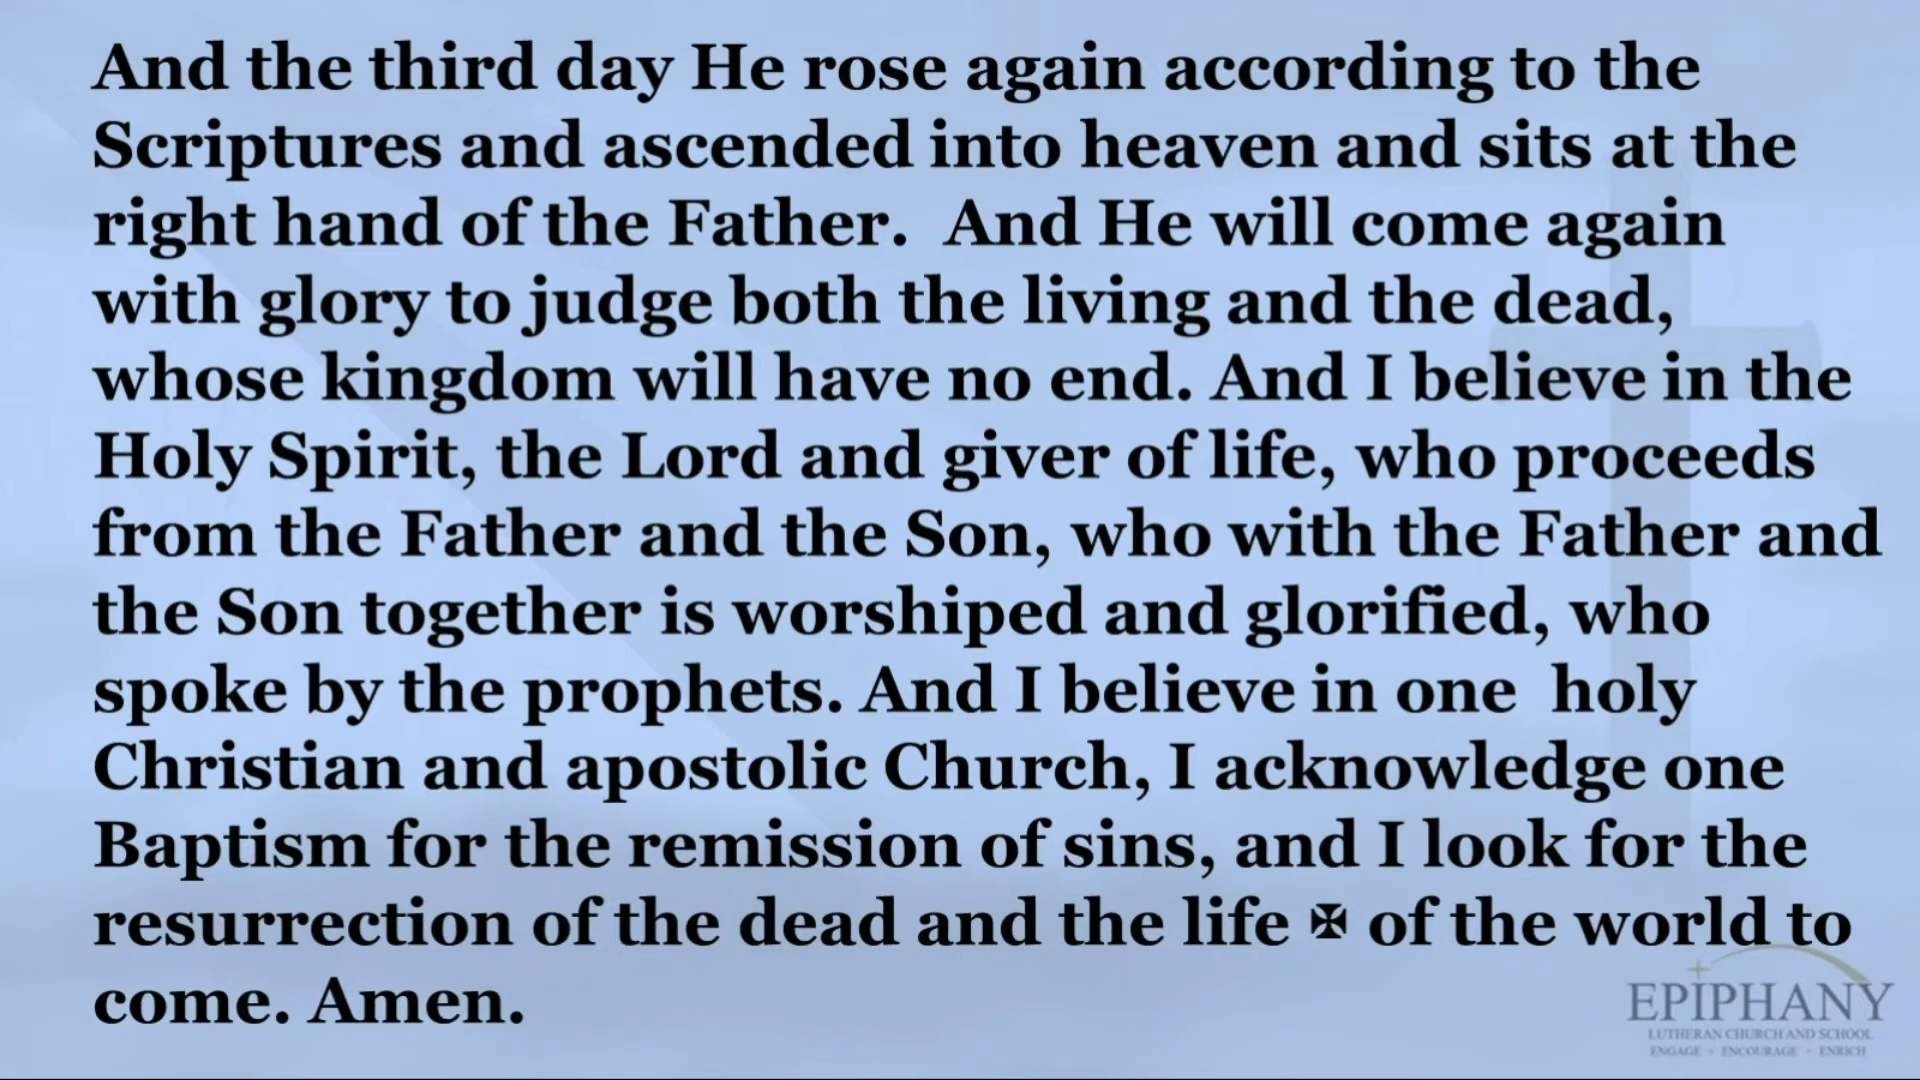 And the third day He rose again according to the
Scriptures and ascended into heaven and sits at the
right hand of the Father.  And He will come again
with glory to judge both the living and the dead,
whose kingdom will have no end. And I believe in the
Holy Spirit, the Lord and giver of life, who proceeds
from the Father and the Son, who with the Father and
the Son together is worshiped and glorified, who
spoke by the prophets. And I believe in one  holy
Christian and apostolic Church, I acknowledge one
Baptism for the remission of sins, and I look for the
resurrection of the dead and the life ✠ of the world to
come. Amen.
EPIPHANY
LUTHERAN CHURCH AND SCHOOL
ENGAGE - ENCOURAGE - ENRICH